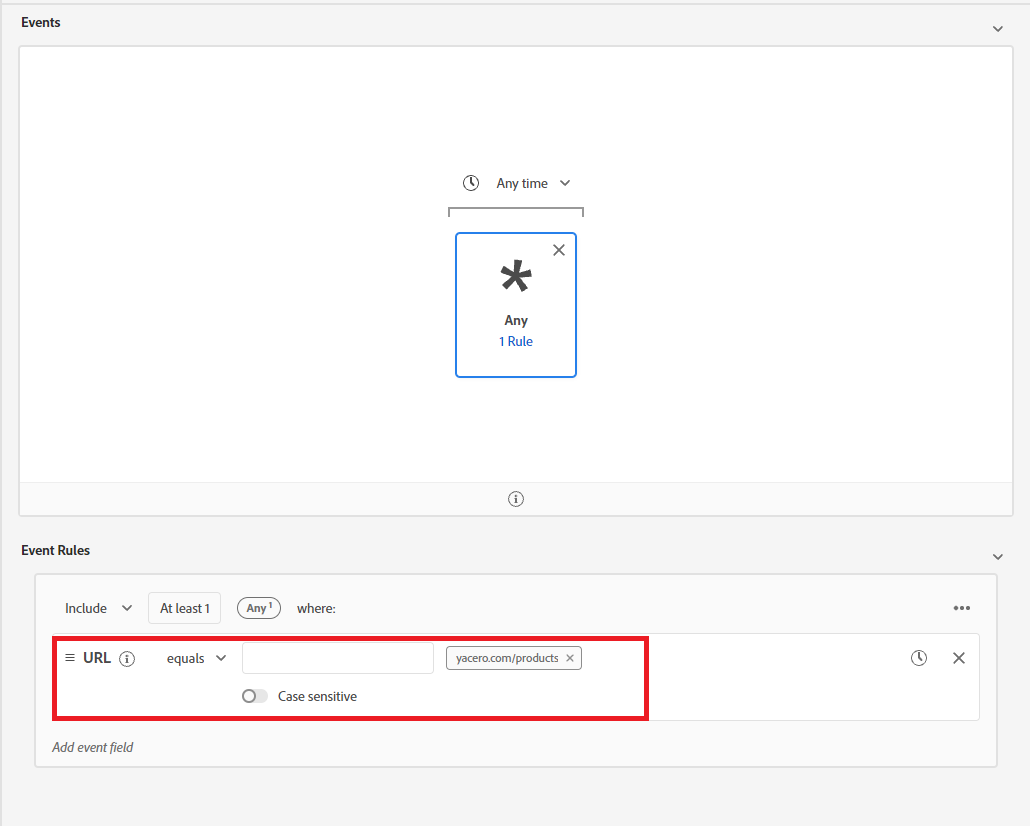 Events
Any time
Any
1 Rule
Event Rules
Include At least 1 Any 1 where:
URL equals yacero.com/products
Case sensitive
Add event field